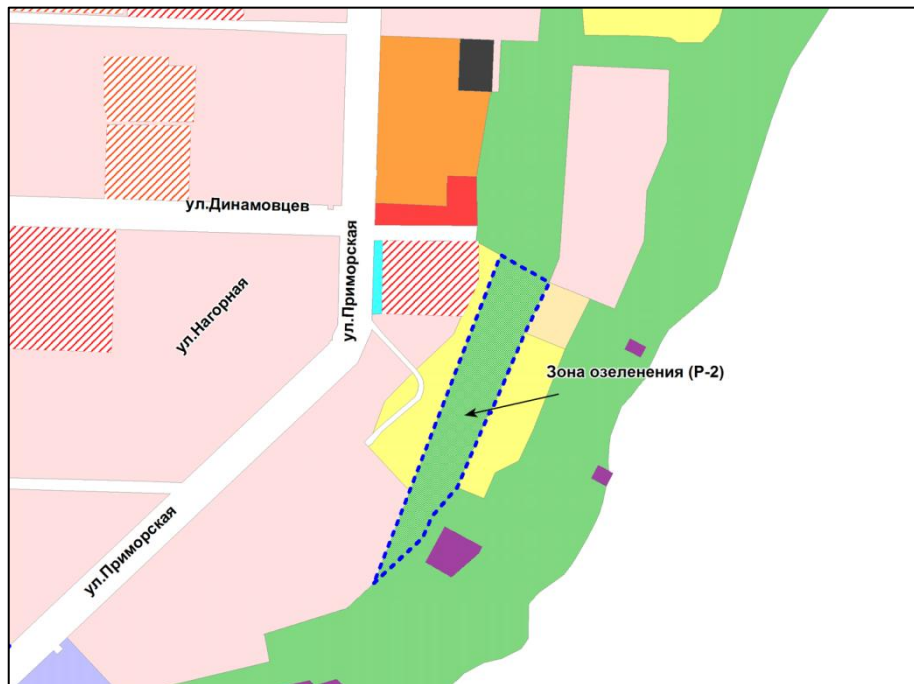 ул.Динамовцев
ул.Приморская
ул.Нагорная
Зона озеленения (Р-2)
ул.Приморская